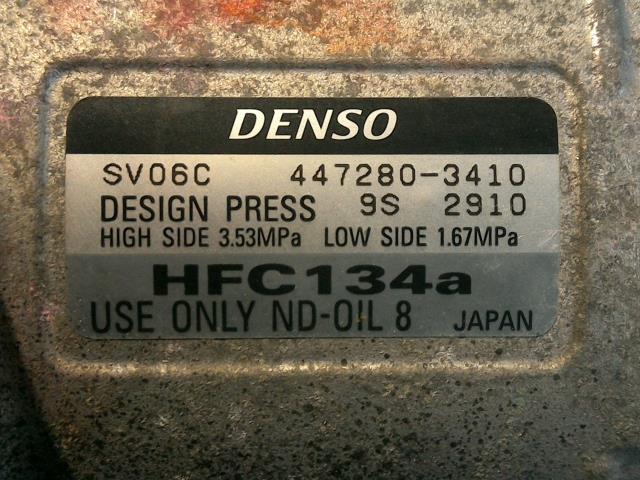 DENSO
SV06C 447280-3410
DESIGN PRESS 9S 2910
HIGH SIDE 3.53MPa LOW SIDE 1.67MPa
HFC134a
USE ONLY ND-OIL 8 JAPAN